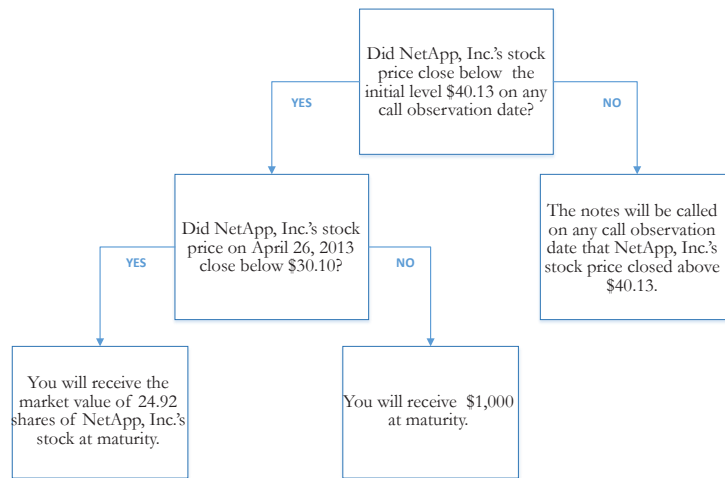 Did NetApp, Inc.'s stock
price close below the
initial level $40.13 on any
call observation date?
YES
NO
Did NetApp, Inc.'s stock
price on April 26, 2013
close below $30.10?
The notes will be called
on any call observation
date that NetApp, Inc.'s
stock price closed above
$40.13.
YES
NO
You will receive the
market value of 24.92
shares of NetApp, Inc.'s
stock at maturity.
You will receive $1,000
at maturity.